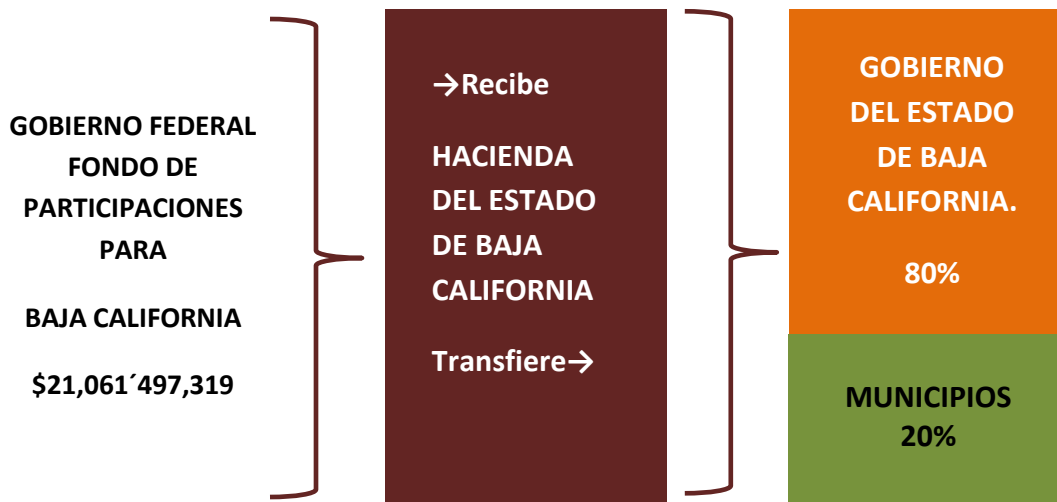 GOBIERNO FEDERAL
FONDO DE
PARTICIPACIONES
PARA
BAJA CALIFORNIA
$21,061´497,319
→Recibe
HACIENDA
DEL ESTADO
DE BAJA
CALIFORNIA
Transfiere→
GOBIERNO
DEL ESTADO
DE BAJA
CALIFORNIA.
80%
MUNICIPIOS
20%